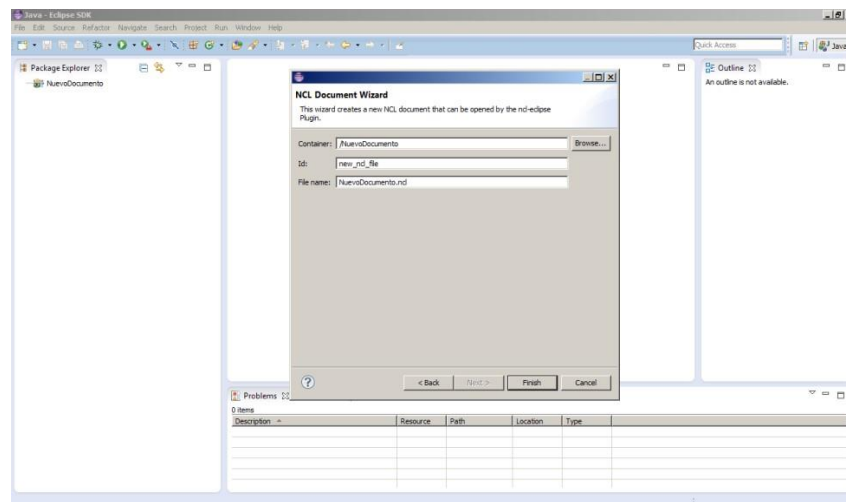 Java - Eclipse SDK
File Edit Source Refactor Navigate Search Project Run Window Help
Quick Access
Java
Package Explorer
NuevoDocumento
Outline
An outline is not available.
NCL Document Wizard
This wizard creates a new NCL document that can be opened by the ncl-eclipse
Plugin.
Container: /NuevoDocumento Browse...
Id: new_ncl_file
File name: NuevoDocumento.ncl
< Back Next > Finish Cancel
Problems
0 items
Description Resource Path Location Type